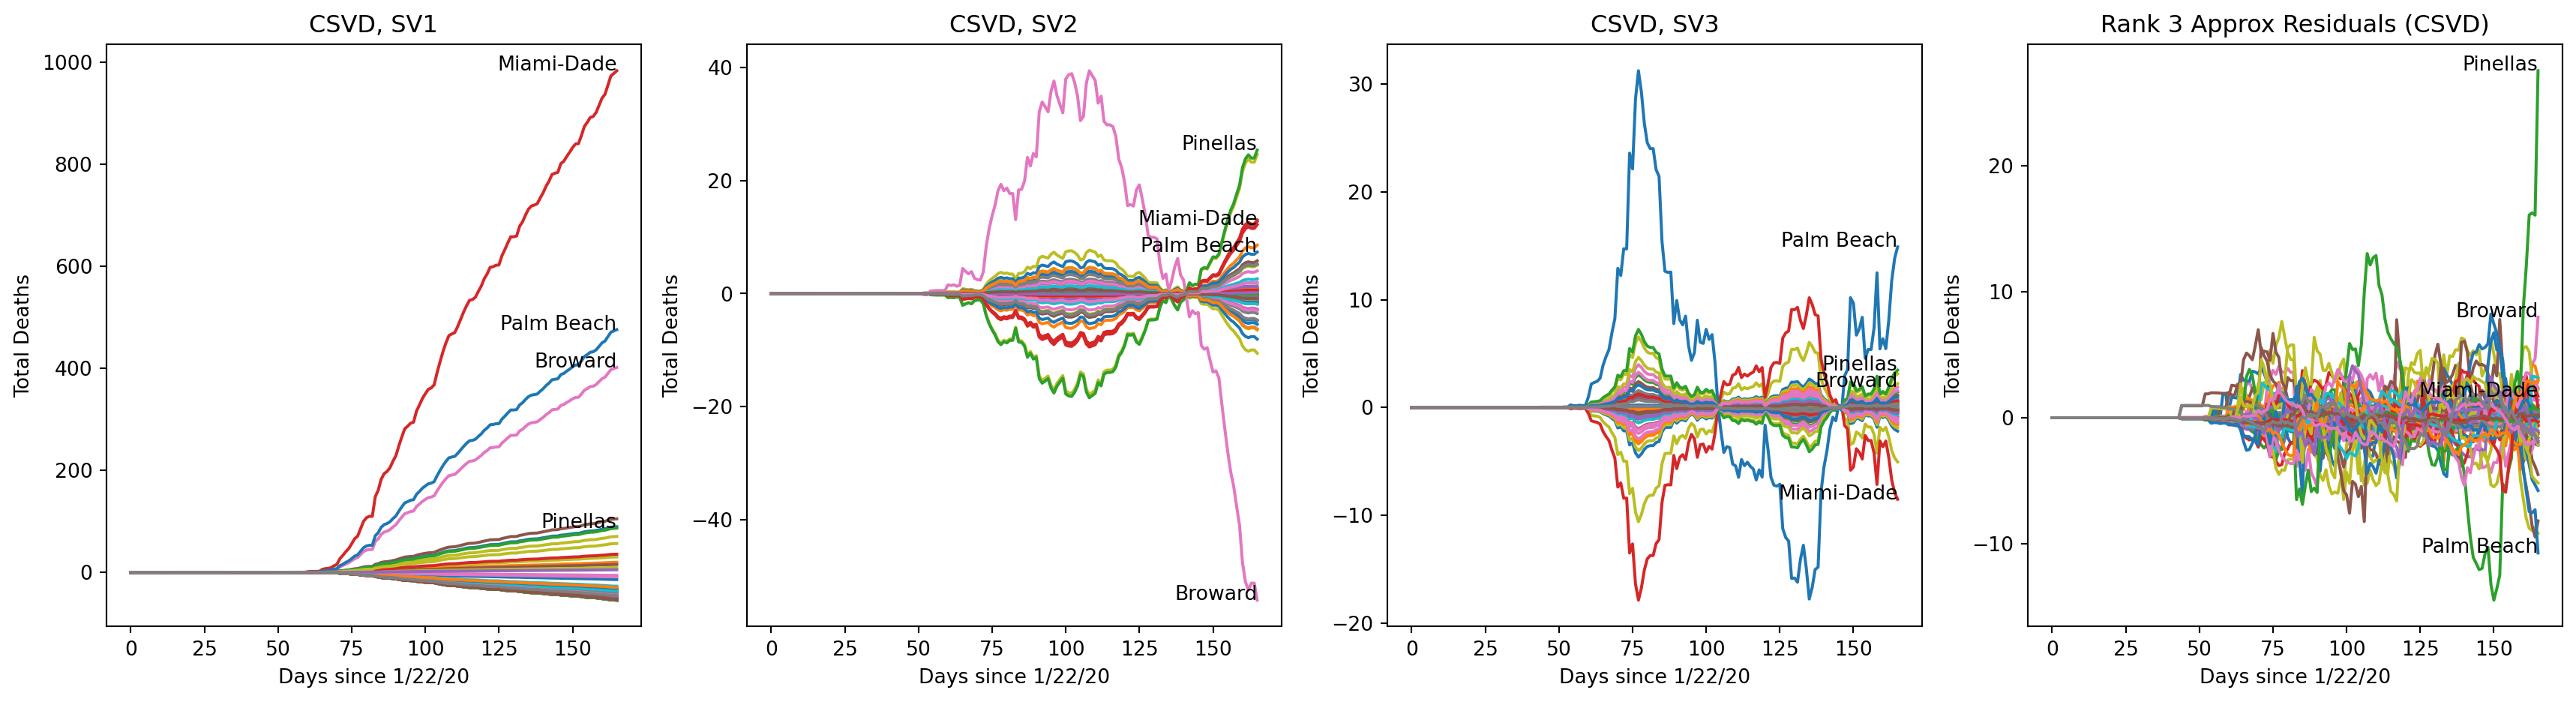 CSVD, SV1
1000
800
600
400
200
0
Total Deaths
Miami-Dade
Palm Beach
Broward
Pinellas
0 25 50 75 100 125 150
Days since 1/22/20
CSVD, SV2
40
20
0
−20
−40
Total Deaths
Pinellas
Miami-Dade
Palm Beach
Broward
0 25 50 75 100 125 150
Days since 1/22/20
CSVD, SV3
30
20
10
0
−10
−20
Total Deaths
Palm Beach
Pinellas
Broward
Miami-Dade
0 25 50 75 100 125 150
Days since 1/22/20
Rank 3 Approx Residuals (CSVD)
20
10
0
−10
Total Deaths
Pinellas
Broward
Miami-Dade
Palm Beach
0 25 50 75 100 125 150
Days since 1/22/20